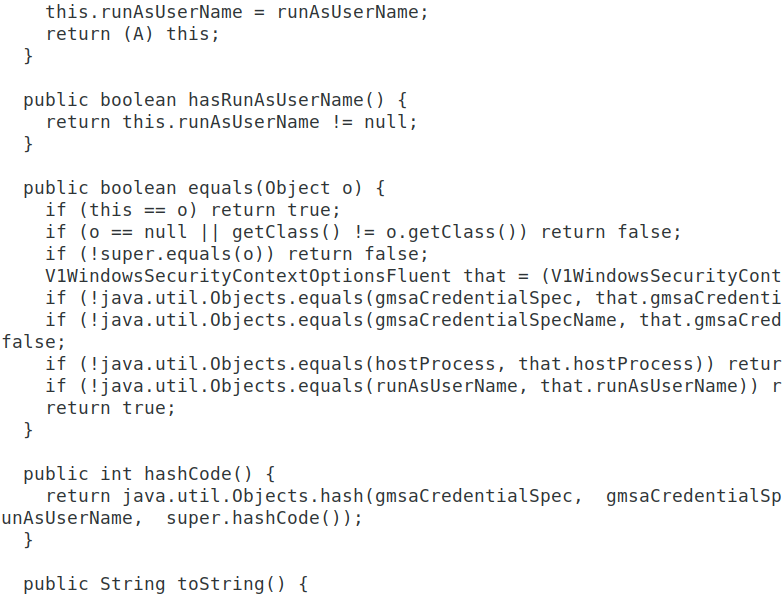 this.runAsUserName = runAsUserName;
    return (A) this;
  }

  public boolean hasRunAsUserName() {
    return this.runAsUserName != null;
  }

  public boolean equals(Object o) {
    if (this == o) return true;
    if (o == null || getClass() != o.getClass()) return false;
    if (!super.equals(o)) return false;
    V1WindowsSecurityContextOptionsFluent that = (V1WindowsSecurityCont
    if (!java.util.Objects.equals(gmsaCredentialSpec, that.gmsaCredenti
    if (!java.util.Objects.equals(gmsaCredentialSpecName, that.gmsaCred
false;
    if (!java.util.Objects.equals(hostProcess, that.hostProcess)) retur
    if (!java.util.Objects.equals(runAsUserName, that.runAsUserName)) r
    return true;
  }

  public int hashCode() {
    return java.util.Objects.hash(gmsaCredentialSpec,  gmsaCredentialSp
unAsUserName,  super.hashCode());
  }

  public String toString() {